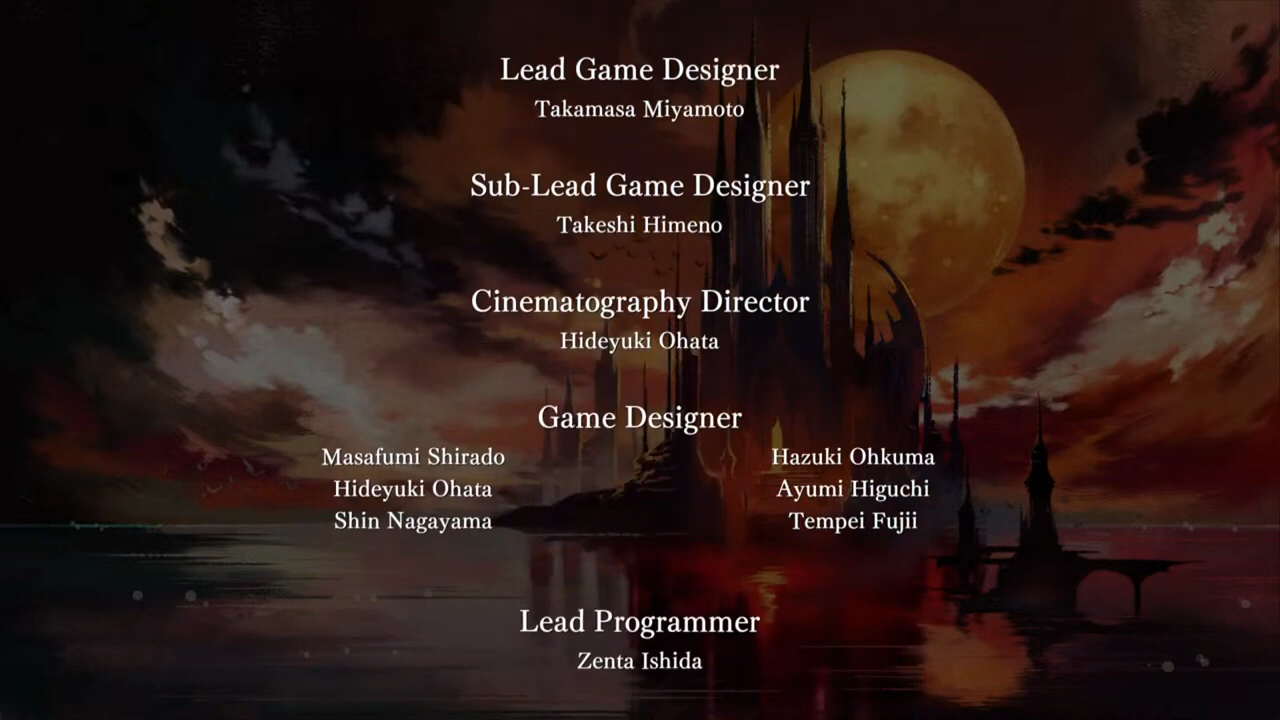 Lead Game Designer
Takamasa Miyamoto
Sub-Lead Game Designer
Takeshi Himeno
Cinematography Director
Hideyuki Ohata
Game Designer
Masafumi Shirado
Hideyuki Ohata
Shin Nagayama
Hazuki Ohkuma
Ayumi Higuchi
Tempei Fujii
Lead Programmer
Zenta Ishida